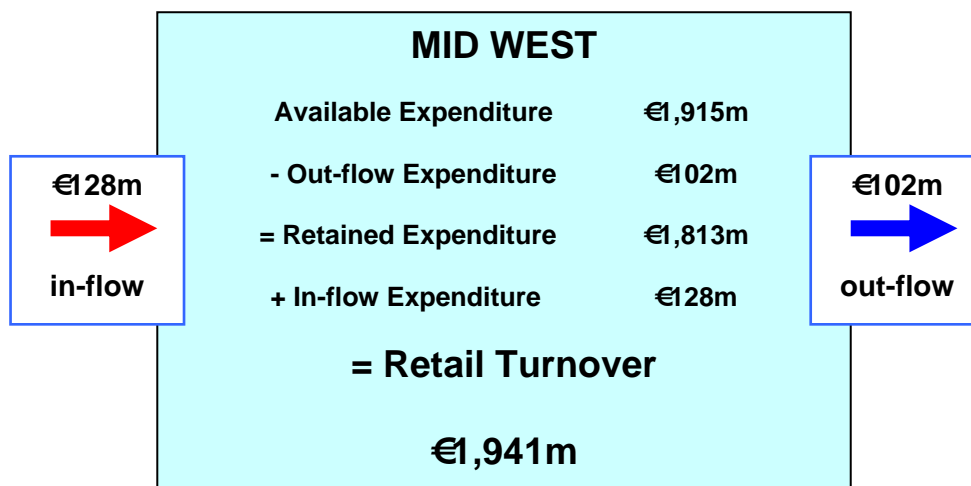 MID WEST
Available Expenditure €1,915m
- Out-flow Expenditure €102m
= Retained Expenditure €1,813m
+ In-flow Expenditure €128m
= Retail Turnover
€1,941m
€128m
in-flow
€102m
out-flow